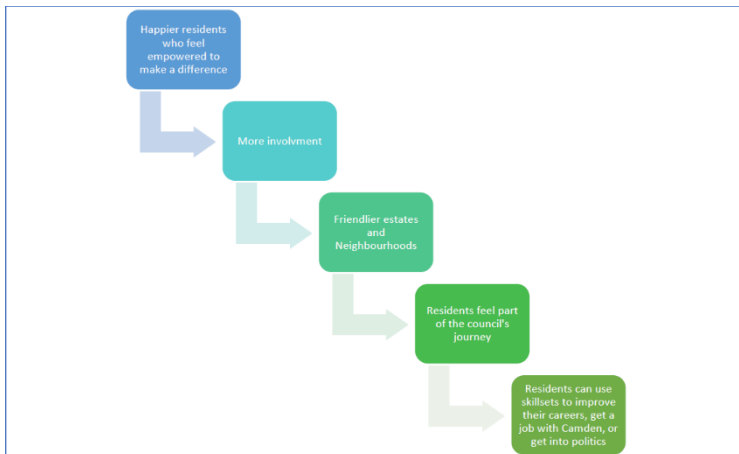 Happier residents
who feel
empowered to
make a difference
More involvment
Friendlier estates
and
Neighbourhoods
Residents feel part
of the council's
journey
Residents can use
skillsets to improve
their careers, get a
job with Camden, or
get into politics